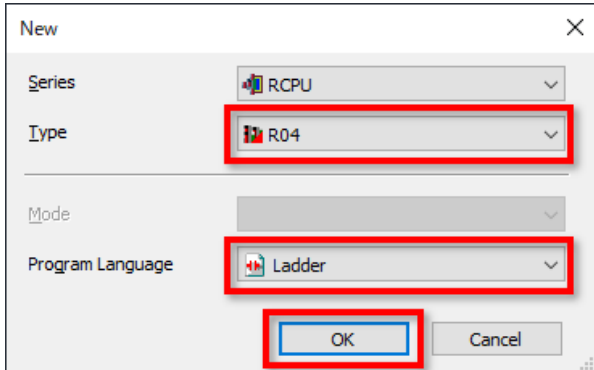 New
Series RCPU
Type R04
Mode
Program Language Ladder
OK Cancel